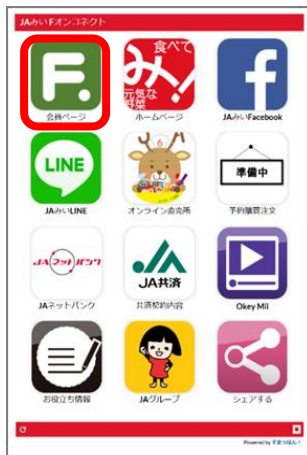 JAみいFオンコネクト
F.
食べて
み!
元気な
野菜
f
会員ページ
ホームページ
JAみいFacebook
LINE
6
準備中
JAみいLINE
オンライン直売所
予約購買注文
JAネットバンク
JA共済
JAネットバンク
共済契約内容
Okey MiI
お役立ち情報
JAグループ
シェアする
Powered by すまっぽん!